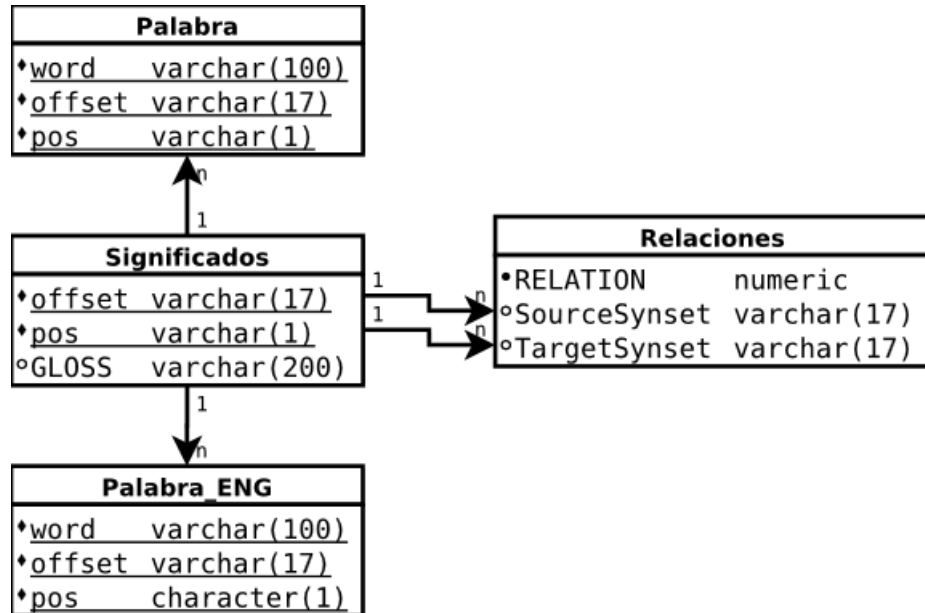 Palabra
word varchar(100)
offset varchar(17)
pos varchar(1)
n
1
Significados
offset varchar(17)
pos varchar(1)
GLOSS varchar(200)
1
n
1
n
Relaciones
RELATION numeric
SourceSynset varchar(17)
TargetSynset varchar(17)
1
n
Palabra_ENG
word varchar(100)
offset varchar(17)
pos character(1)